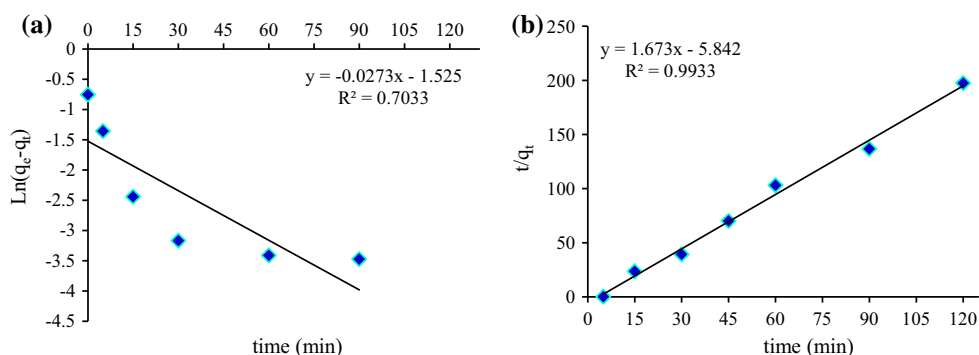 (a)
0 15 30 45 60 75 90 105 120
0
-0.5
-1
-1.5
-2
-2.5
-3
-3.5
-4
-4.5
Ln(qe-qt)
y = -0.0273x - 1.525
R² = 0.7033
time (min)
(b)
y = 1.673x - 5.842
R² = 0.9933
250
200
150
100
50
0
t/qt
0 15 30 45 60 75 90 105 120
time (min)